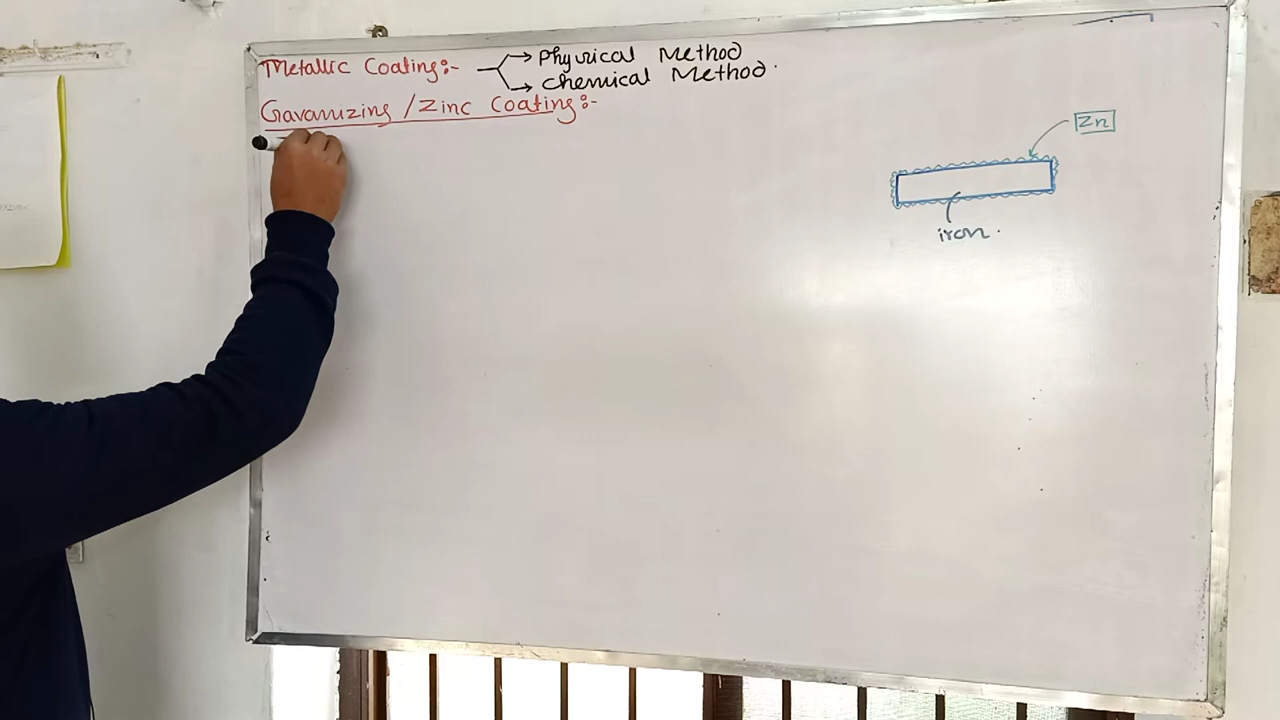 Metallic Coating:- → Physical Method
→ Chemical Method.
Gavanizing / Zinc Coating:-
Zn
iron.